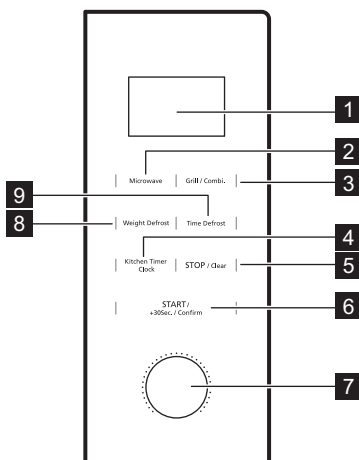 1
2
Microwave
Grill / Combi.
3
9
8
Weight Defrost
Time Defrost
4
Kitchen Timer
Clock
STOP / Clear
5
START/
+30Sec. / Confirm
6
7